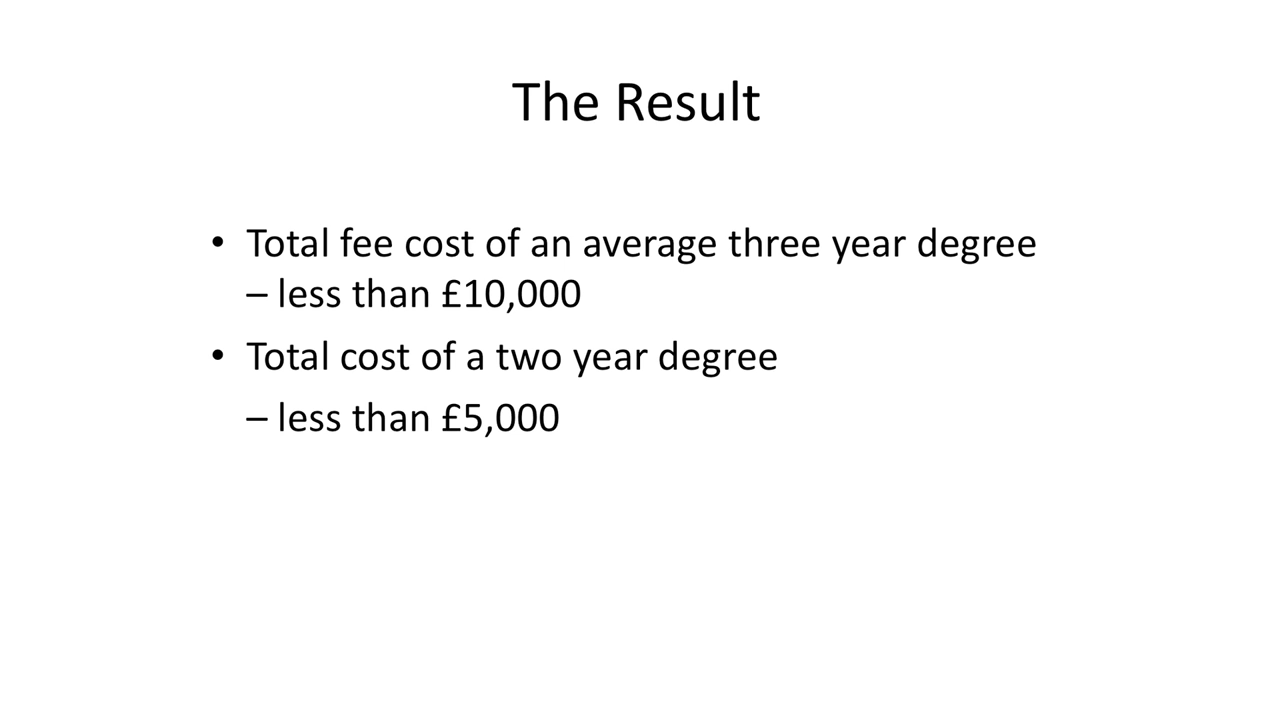 The Result
• Total fee cost of an average three year degree
– less than £10,000
• Total cost of a two year degree
– less than £5,000